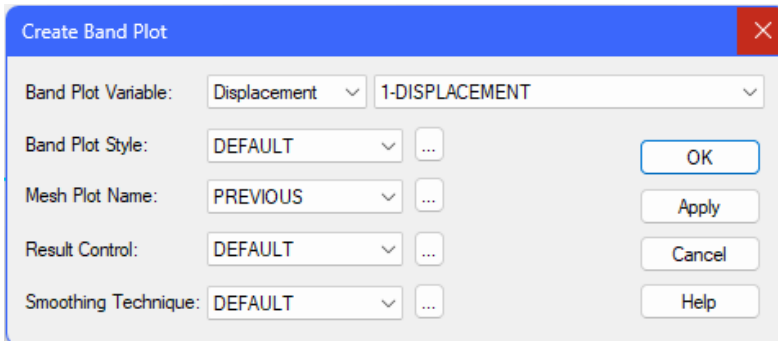 Create Band Plot
Band Plot Variable: Displacement 1-DISPLACEMENT
Band Plot Style: DEFAULT ...
OK
Mesh Plot Name: PREVIOUS ...
Apply
Result Control: DEFAULT ...
Cancel
Smoothing Technique: DEFAULT ...
Help